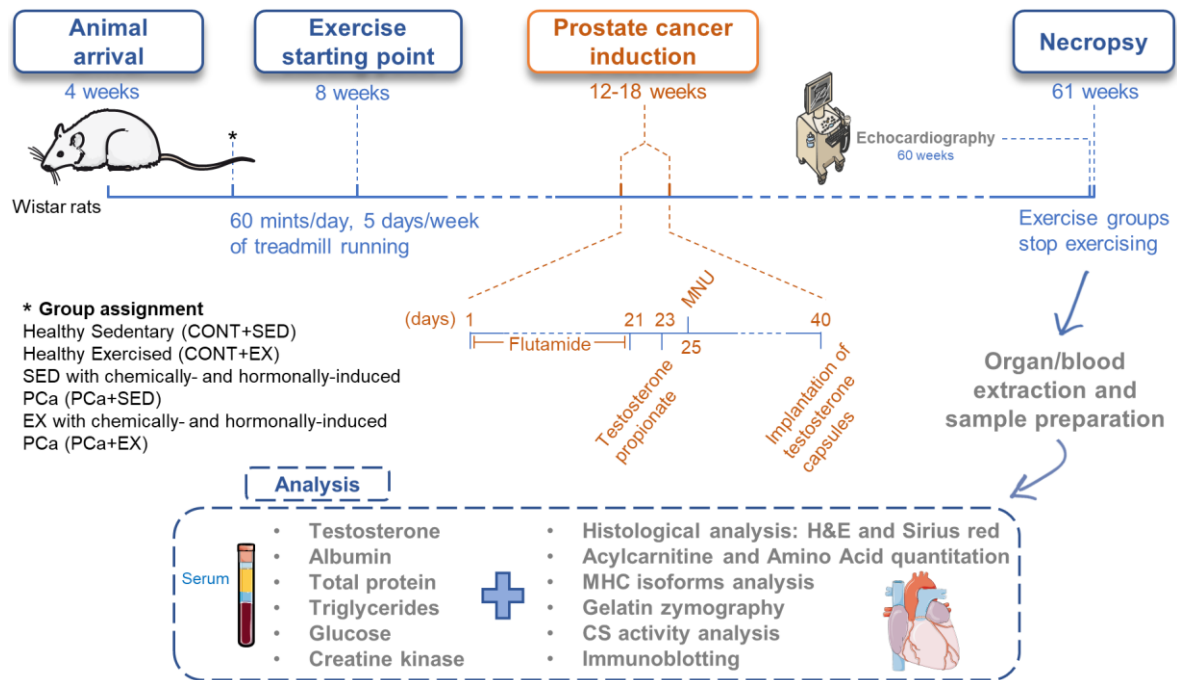 Animal
arrival
4 weeks
Exercise
starting point
8 weeks
Prostate cancer
induction
12-18 weeks
Necropsy
61 weeks
Echocardiography
60 weeks
*
Wistar rats
60 mints/day, 5 days/week
of treadmill running
Exercise groups
stop exercising
* Group assignment
Healthy Sedentary (CONT+SED)
Healthy Exercised (CONT+EX)
SED with chemically- and hormonally-induced
PCa (PCa+SED)
EX with chemically- and hormonally-induced
PCa (PCa+EX)
(days) 1 21 23 25 40
Flutamide
Testosterone
propionate
MNU
Implantation of
testosterone
capsules
Organ/blood
extraction and
sample preparation
Analysis
Serum
• Testosterone
• Albumin
• Total protein
• Triglycerides
• Glucose
• Creatine kinase
• Histological analysis: H&E and Sirius red
• Acylcarnitine and Amino Acid quantitation
• MHC isoforms analysis
• Gelatin zymography
• CS activity analysis
• Immunoblotting